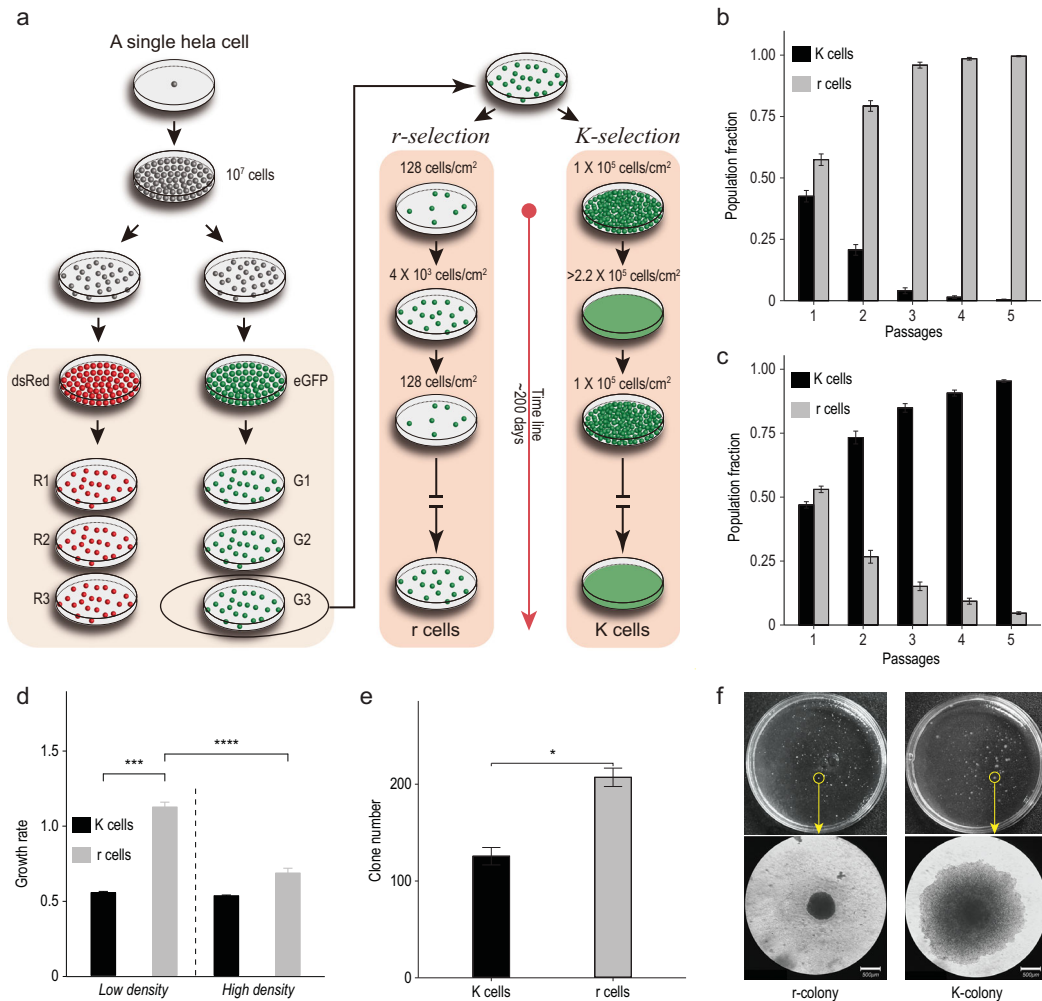 a
A single hela cell
10⁷ cells
dsRed
eGFP
R1
R2
R3
G1
G2
G3
r-selection
K-selection
128 cells/cm²
4 X 10³ cells/cm²
128 cells/cm²
r cells
Time line
~200 days
1 X 10⁵ cells/cm²
>2.2 X 10⁵ cells/cm²
1 X 10⁵ cells/cm²
K cells
b
Population fraction
1.00
0.75
0.50
0.25
0
K cells
r cells
1 2 3 4 5
Passages
c
Population fraction
1.00
0.75
0.50
0.25
0
K cells
r cells
1 2 3 4 5
Passages
d
Growth rate
1.5
1.0
0.5
0
***
****
K cells
r cells
Low density
High density
e
Clone number
200
100
0
*
K cells
r cells
f
500μm
500μm
r-colony
K-colony